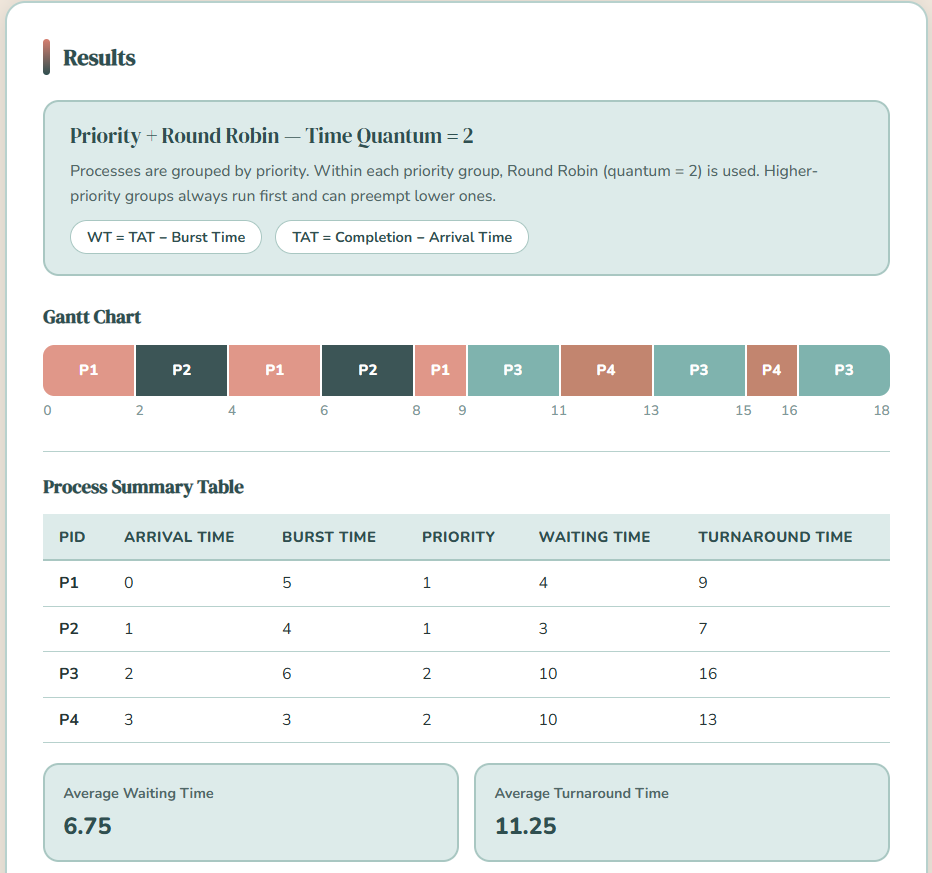 Results
Priority + Round Robin — Time Quantum = 2
Processes are grouped by priority. Within each priority group, Round Robin (quantum = 2) is used. Higher-
priority groups always run first and can preempt lower ones.
WT = TAT − Burst Time TAT = Completion − Arrival Time
Gantt Chart
P1 P2 P1 P2 P1 P3 P4 P3 P4 P3
0 2 4 6 8 9 11 13 15 16 18
Process Summary Table
PID ARRIVAL TIME BURST TIME PRIORITY WAITING TIME TURNAROUND TIME
P1 0 5 1 4 9
P2 1 4 1 3 7
P3 2 6 2 10 16
P4 3 3 2 10 13
Average Waiting Time Average Turnaround Time
6.75 11.25